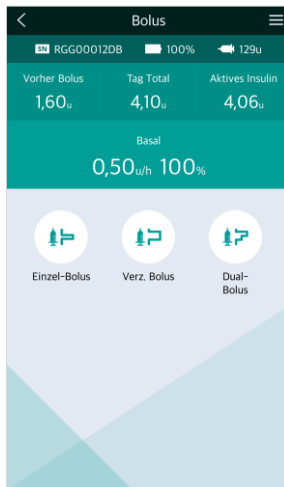 Bolus
SN RGG00012DB 100% 129u
Vorher Bolus Tag Total Aktives Insulin
1,60u 4,10u 4,06u
Basal
0,50u/h 100%
Einzel-Bolus Verz. Bolus Dual-
Bolus